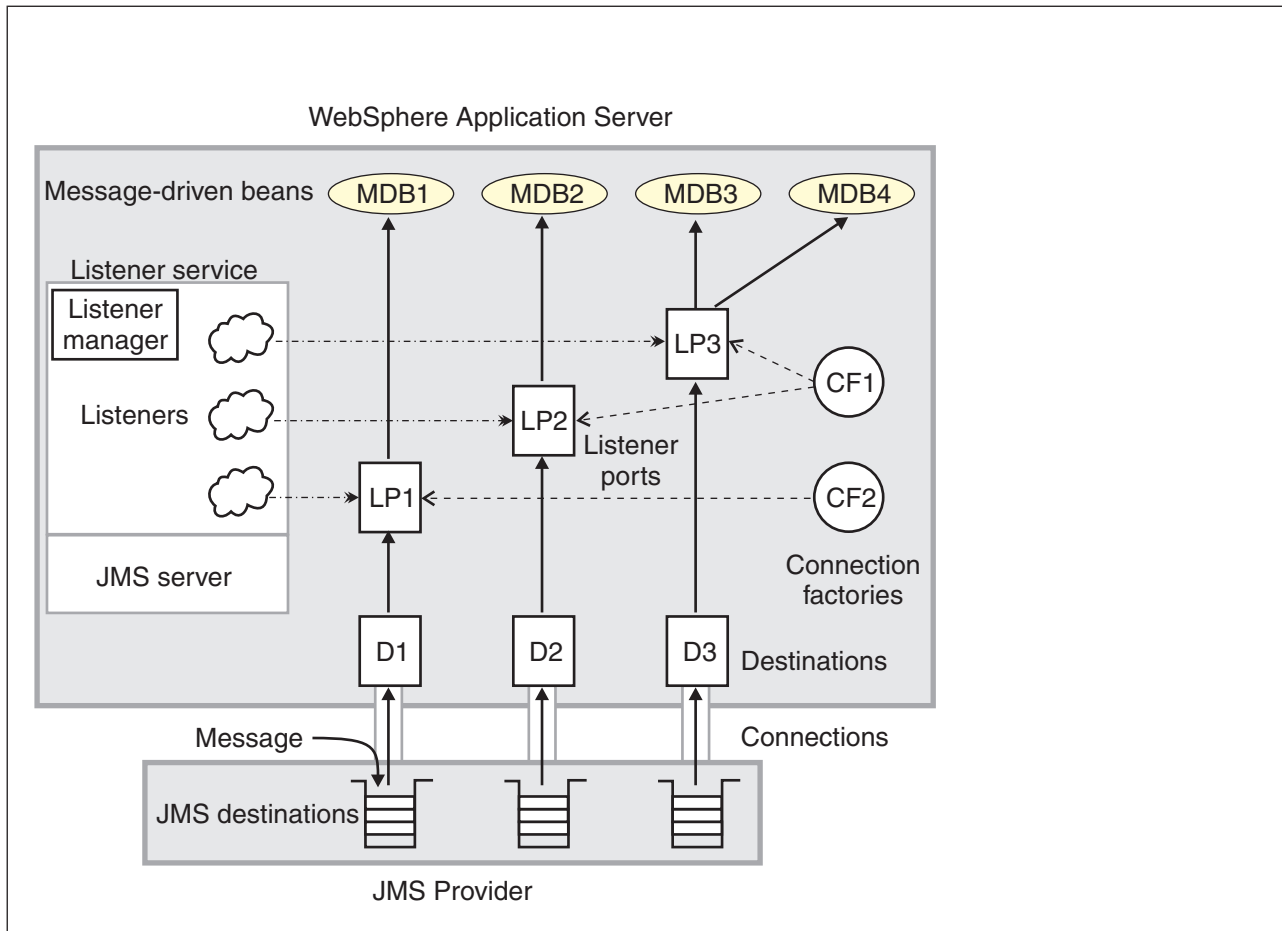 WebSphere Application Server
Message-driven beans
MDB1
MDB2
MDB3
MDB4
Listener service
Listener
manager
LP3
CF1
Listeners
LP2
Listener
ports
LP1
CF2
JMS server
Connection
factories
D1
D2
D3
Destinations
Message
Connections
JMS destinations
JMS Provider